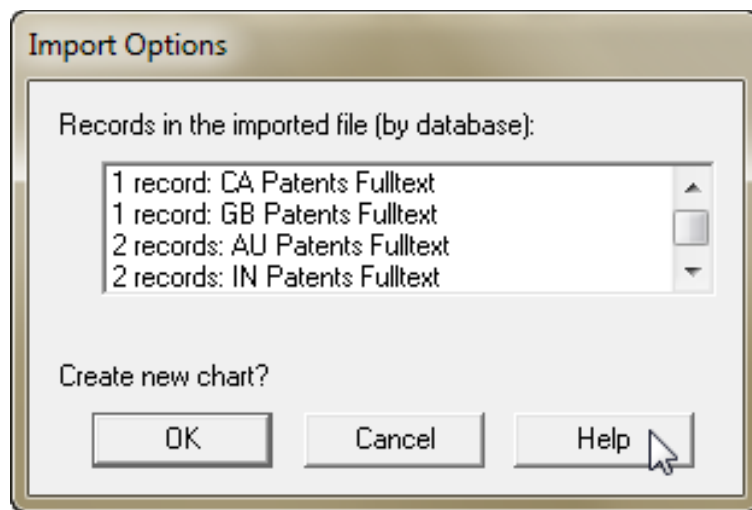 Import Options
Records in the imported file (by database):
1 record: CA Patents Fulltext
1 record: GB Patents Fulltext
2 records: AU Patents Fulltext
2 records: IN Patents Fulltext
Create new chart?
OK Cancel Help